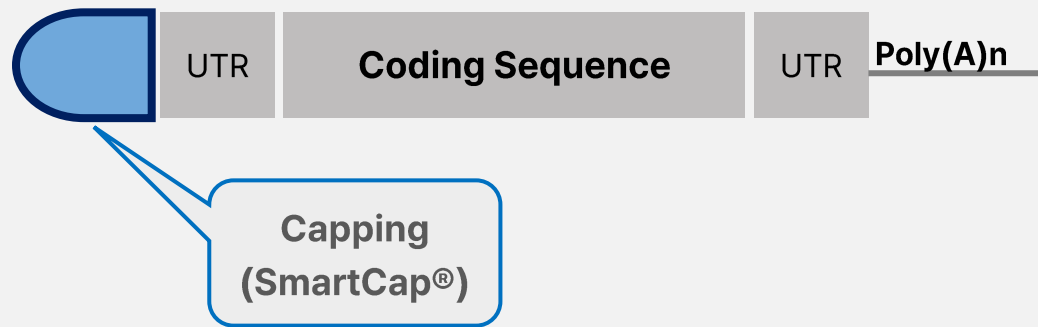 UTR Coding Sequence UTR Poly(A)n
Capping
(SmartCap®)